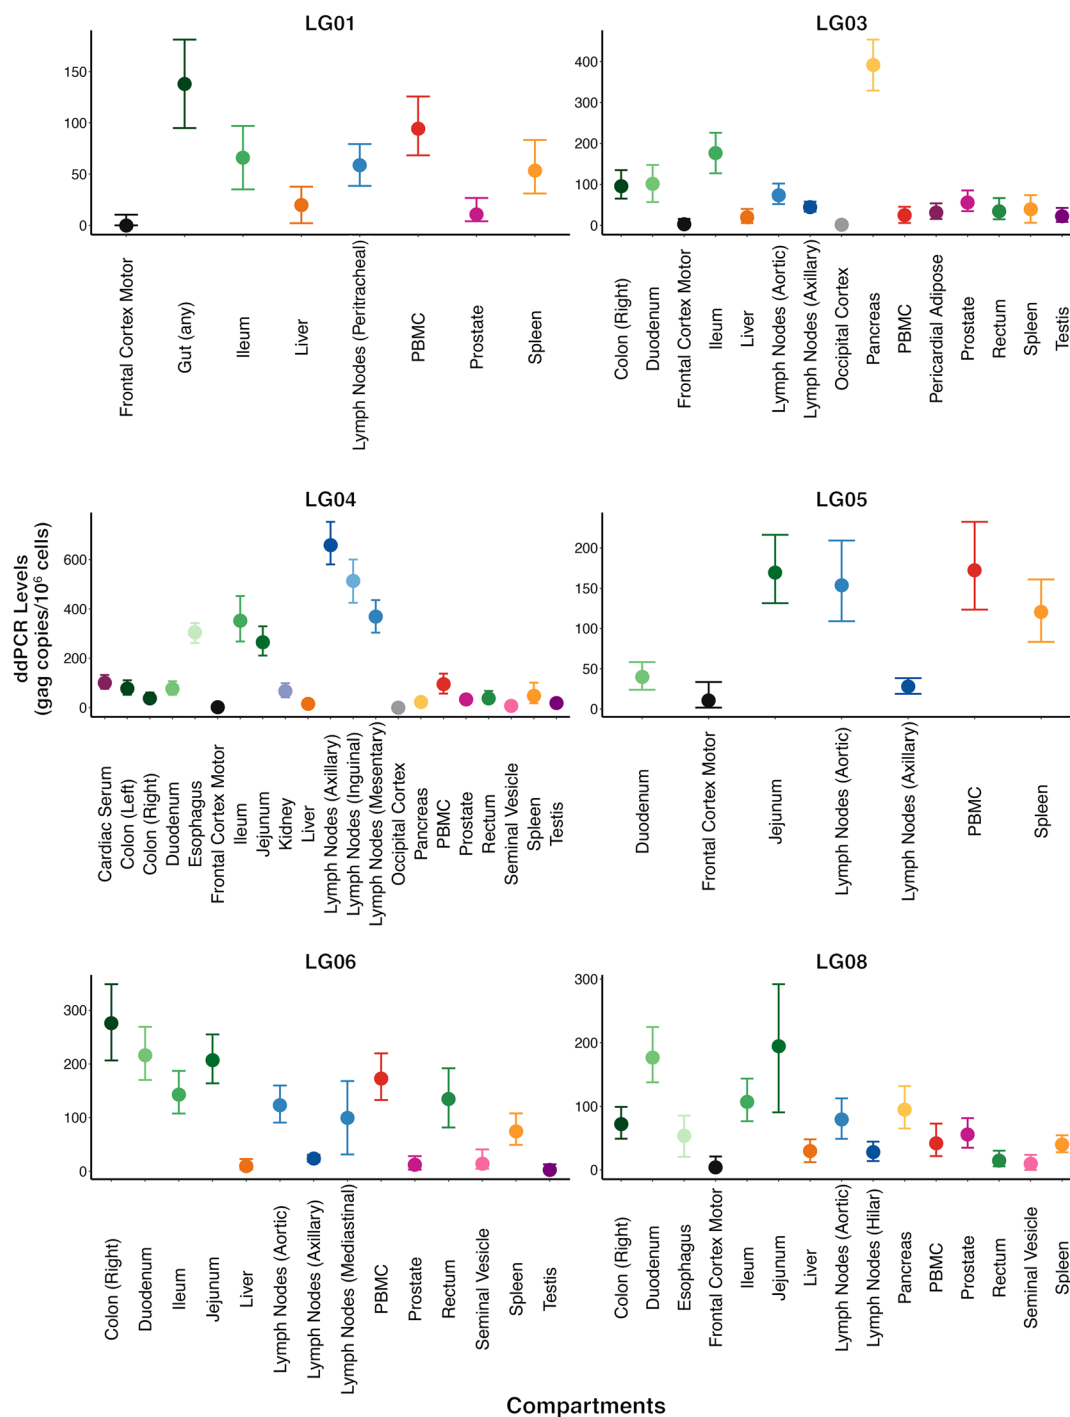 LG01
150
100
50
0
Frontal Cortex Motor
Gut (any)
Ileum
Liver
Lymph Nodes (Peritracheal)
PBMC
Prostate
Spleen
LG03
400
300
200
100
0
Colon (Right)
Duodenum
Frontal Cortex Motor
Ileum
Liver
Lymph Nodes (Aortic)
Lymph Nodes (Axillary)
Occipital Cortex
Pancreas
PBMC
Pericardial Adipose
Prostate
Rectum
Spleen
Testis
ddPCR Levels
(gag copies/10⁶ cells)
LG04
600
400
200
0
Cardiac Serum
Colon (Left)
Colon (Right)
Duodenum
Esophagus
Frontal Cortex Motor
Ileum
Jejunum
Kidney
Liver
Lymph Nodes (Axillary)
Lymph Nodes (Inguinal)
Lymph Nodes (Mesentary)
Occipital Cortex
Pancreas
PBMC
Prostate
Rectum
Seminal Vesicle
Spleen
Testis
LG05
200
150
100
50
0
Duodenum
Frontal Cortex Motor
Jejunum
Lymph Nodes (Aortic)
Lymph Nodes (Axillary)
PBMC
Spleen
LG06
300
200
100
0
Colon (Right)
Duodenum
Ileum
Jejunum
Liver
Lymph Nodes (Aortic)
Lymph Nodes (Axillary)
Lymph Nodes (Mediastinal)
PBMC
Prostate
Rectum
Seminal Vesicle
Spleen
Testis
LG08
300
200
100
0
Colon (Right)
Duodenum
Esophagus
Frontal Cortex Motor
Ileum
Jejunum
Liver
Lymph Nodes (Aortic)
Lymph Nodes (Hilar)
Pancreas
PBMC
Prostate
Rectum
Seminal Vesicle
Spleen
Compartments